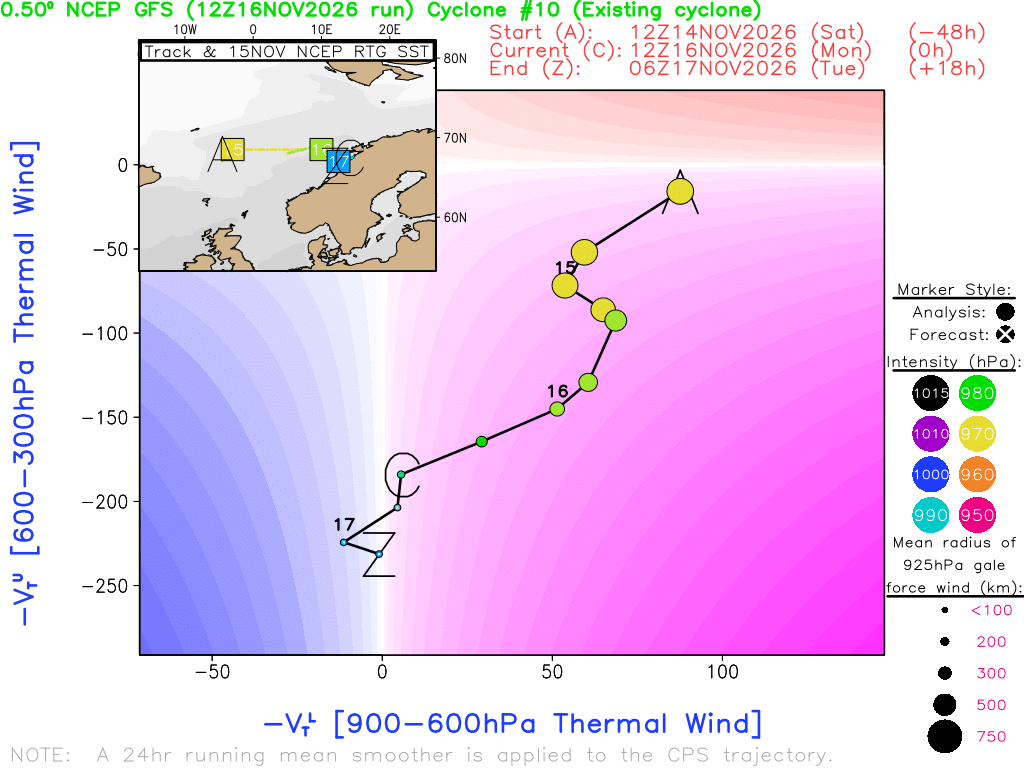 0.50° NCEP GFS (12Z16NOV2026 run) Cyclone #10 (Existing cyclone)
Start (A): 12Z14NOV2026 (Sat) (−48h)
Current (C): 12Z16NOV2026 (Mon) (0h)
End (Z): 06Z17NOV2026 (Tue) (+18h)
10W 0 10E 20E
Track & 15NOV NCEP RTG SST
80N
70N
60N
A 15 16 17 C Z
0
−50
−100
−150
−200
−250
A
15
16
C
17
Z
−50 0 50 100
−V_T^U [600−300hPa Thermal Wind]
−V_T^L [900−600hPa Thermal Wind]
Marker Style:
Analysis:
Forecast:
Intensity (hPa):
1015 980
1010 970
1000 960
990 950
Mean radius of
925hPa gale
force wind (km):
<100
200
300
500
750
NOTE: A 24hr running mean smoother is applied to the CPS trajectory.